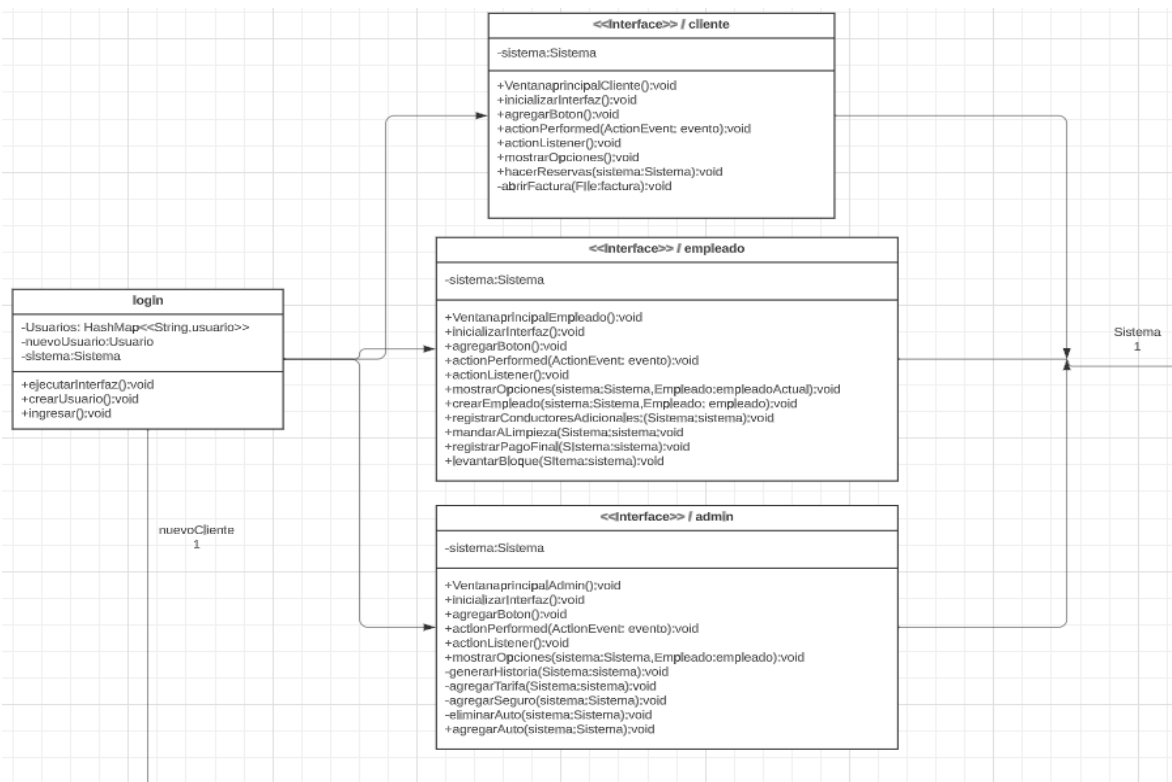 <<Interface>> / cliente
-sistema:Sistema
+VentanaprincipalCliente():void
+inicializarInterfaz():void
+agregarBoton():void
+actionPerformed(ActionEvent: evento):void
+actionListener():void
+mostrarOpciones():void
+hacerReservas(sistema:Sistema):void
-abrirFactura(File:factura):void
<<Interface>> / empleado
-sistema:Sistema
+VentanaprincipalEmpleado():void
+inicializarInterfaz():void
+agregarBoton():void
+actionPerformed(ActionEvent: evento):void
+actionListener():void
+mostrarOpciones(sistema:Sistema,Empleado:empleadoActual):void
+crearEmpleado(sistema:Sistema,Empleado: empleado):void
+registrarConductoresAdicionales:(Sistema:sistema):void
+mandarALimpieza(Sistema:sistema:void
+registrarPagoFinal(SIstema:sistema):void
+levantarBloque(SItema:sistema):void
login
-Usuarios: HashMap<<String.usuario>>
-nuevoUsuario:Usuario
-sistema:Sistema
+ejecutarInterfaz():void
+crearUsuario():void
+ingresar():void
Sistema
1
nuevoCliente
1
<<Interface>> / admin
-sistema:Sistema
+VentanaprincipalAdmin():void
+inicializarInterfaz():void
+agregarBoton():void
+actionPerformed(ActionEvent: evento):void
+actionListener():void
+mostrarOpciones(sistema:Sistema,Empleado:empleado):void
-generarHistoria(Sistema:sistema):void
-agregarTarifa(Sistema:sistema):void
-agregarSeguro(sistema:Sistema):void
-eliminarAuto(sistema:Sistema):void
+agregarAuto(sistema:Sistema):void